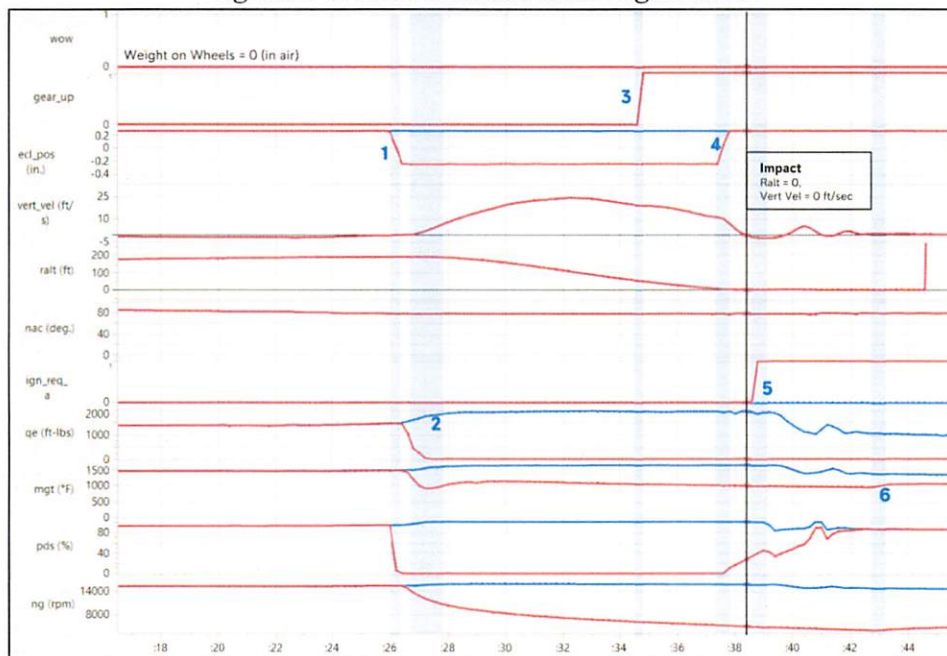 1
wow
Weight on Wheels = 0 (in air)
0
gear_up
3
0
0.2
0
-0.2
-0.4
ecl_pos
(in.)
1
4
Impact
Ralt = 0,
Vert Vel = 0 ft/sec
vert_vel (ft/
s)
25
10
-5
ralt (ft)
200
100
0
nac (deg.)
80
40
0
ign_req_
a
5
0
qe (ft-lbs)
2000
1000
0
2
mgt (°F)
1500
1000
500
0
6
pds (%)
80
40
0
ng (rpm)
14000
8000
:18 :20 :22 :24 :26 :28 :30 :32 :34 :36 :38 :40 :42 :44